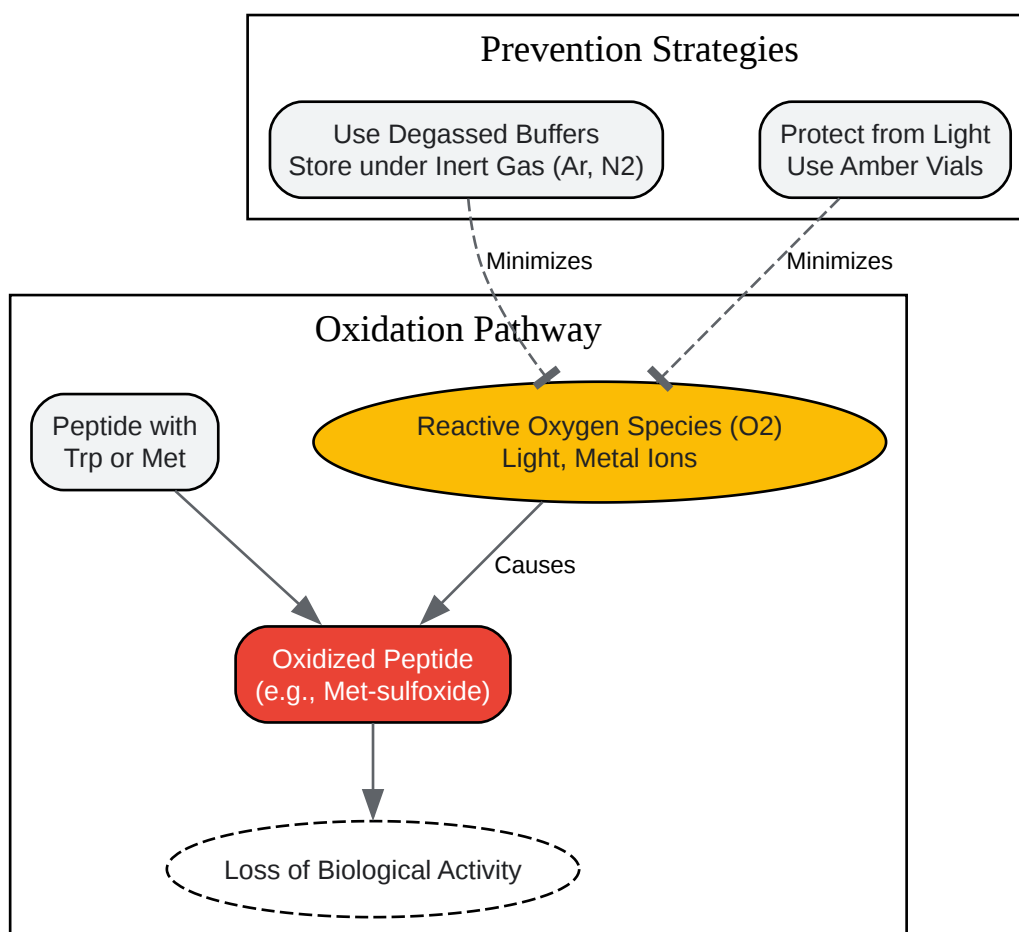 Prevention Strategies
Use Degassed Buffers
Store under Inert Gas (Ar, N2)
Protect from Light
Use Amber Vials
Minimizes
Minimizes
Oxidation Pathway
Peptide with
Trp or Met
Reactive Oxygen Species (O2)
Light, Metal Ions
Causes
Oxidized Peptide
(e.g., Met-sulfoxide)
Loss of Biological Activity